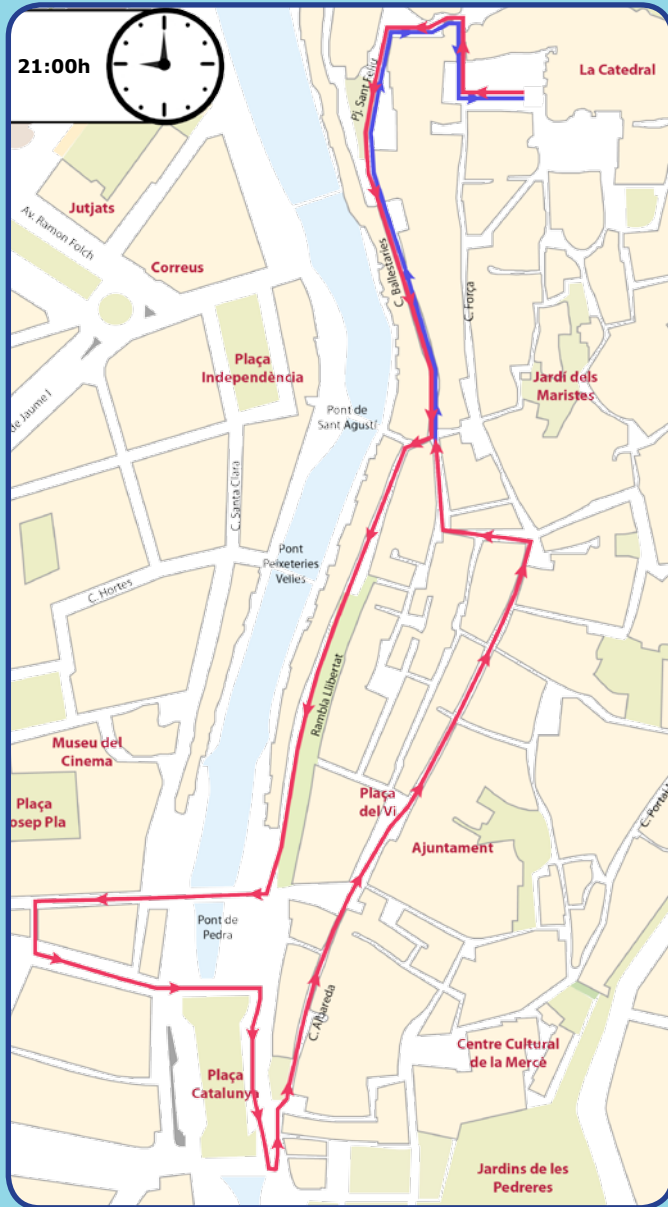 21:00h
La Catedral
Pj. Sant Feliu
Jutjats
Av. Ramon Folch
Correus
C. Ballesteries
C. Força
Plaça
Independència
Jardí dels
Maristes
de Jaume I
Pont de
Sant Agustí
C. Santa Clara
Pont
Peixeteries
Velles
C. Hortes
Rambla Llibertat
Museu del
Cinema
Plaça
del Vi
Plaça
osep Pla
C. Portal
Ajuntament
Pont de
Pedra
C. Albareda
Centre Cultural
de la Mercè
Plaça
Catalunya
Jardins de les
Pedreres